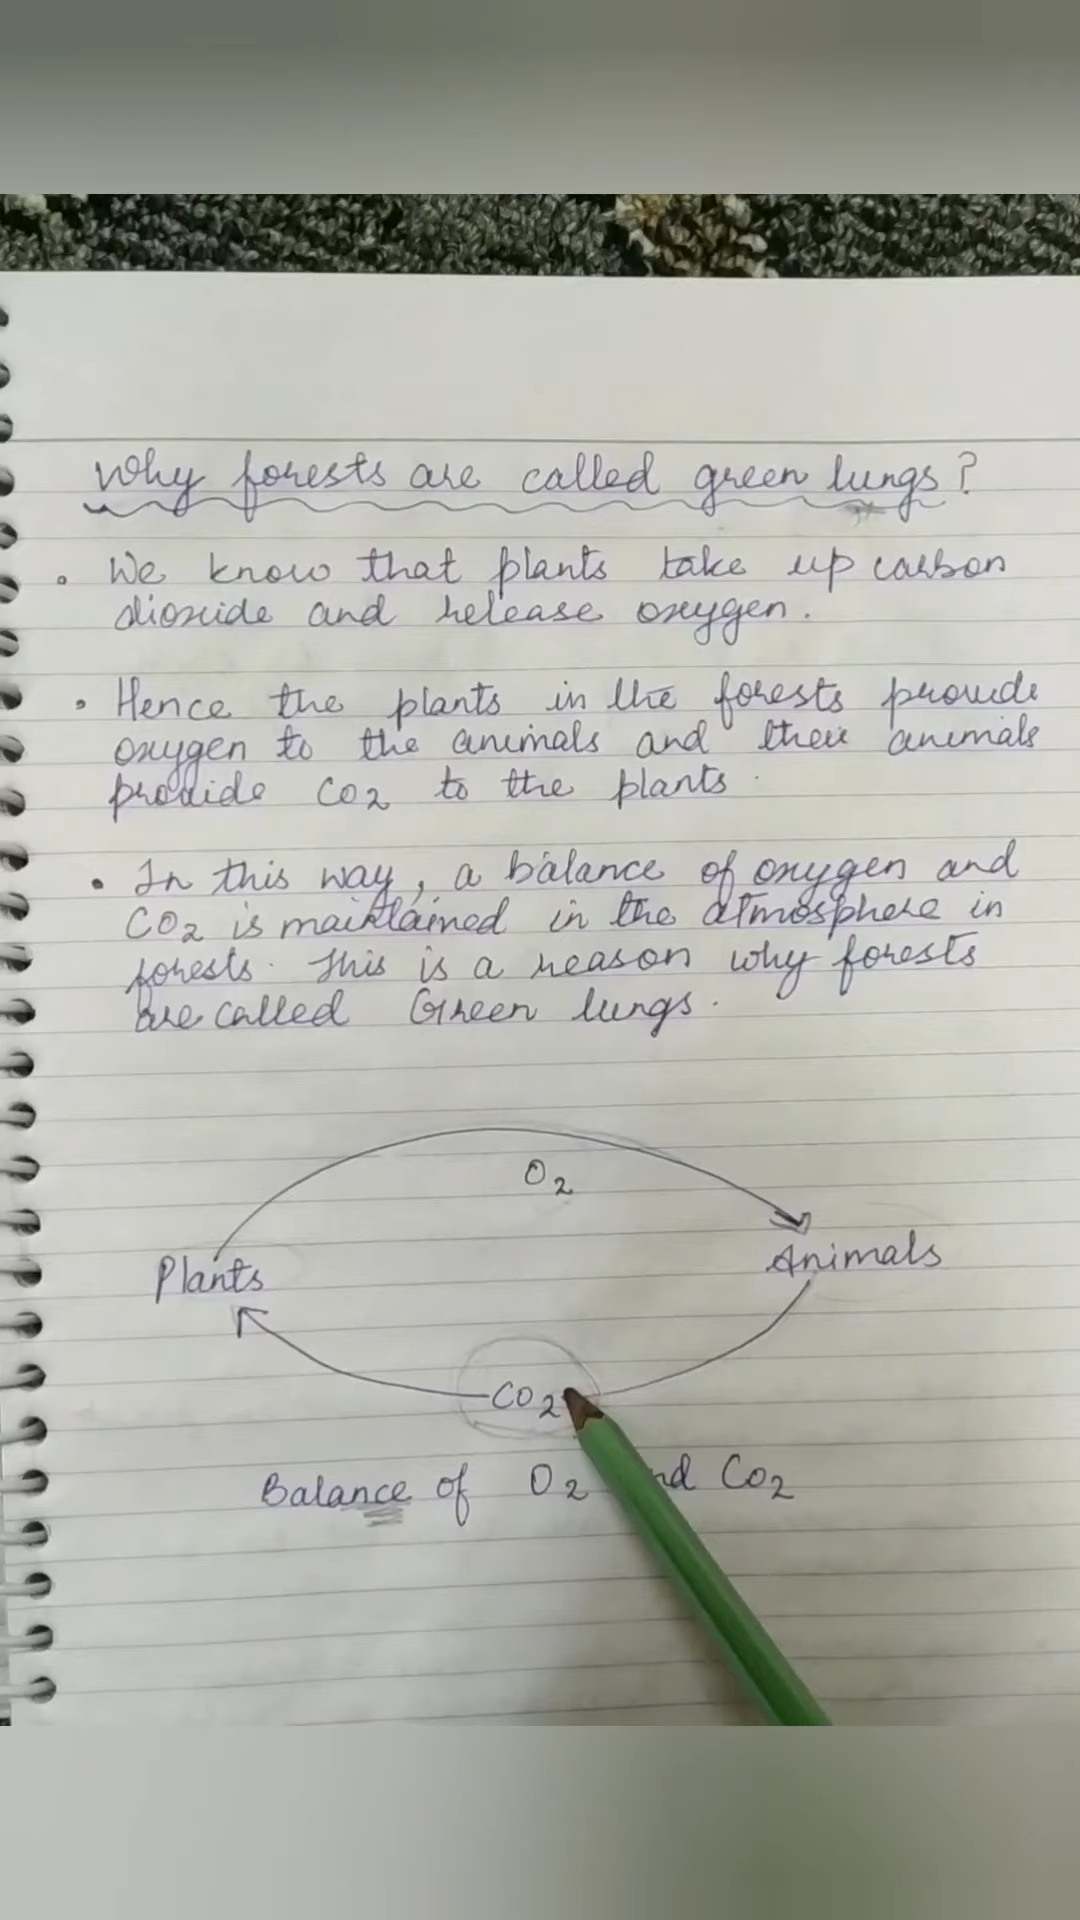 Why forests are called green lungs?
• We know that plants take up carbon
dioxide and release oxygen.
• Hence the plants in the forests provide
oxygen to the animals and their animals
provide CO2 to the plants.
• In this way, a balance of oxygen and
CO2 is maintained in the atmosphere in
forests. This is a reason why forests
are called Green lungs.
O2
Plants
Animals
CO2
Balance of O2 and CO2